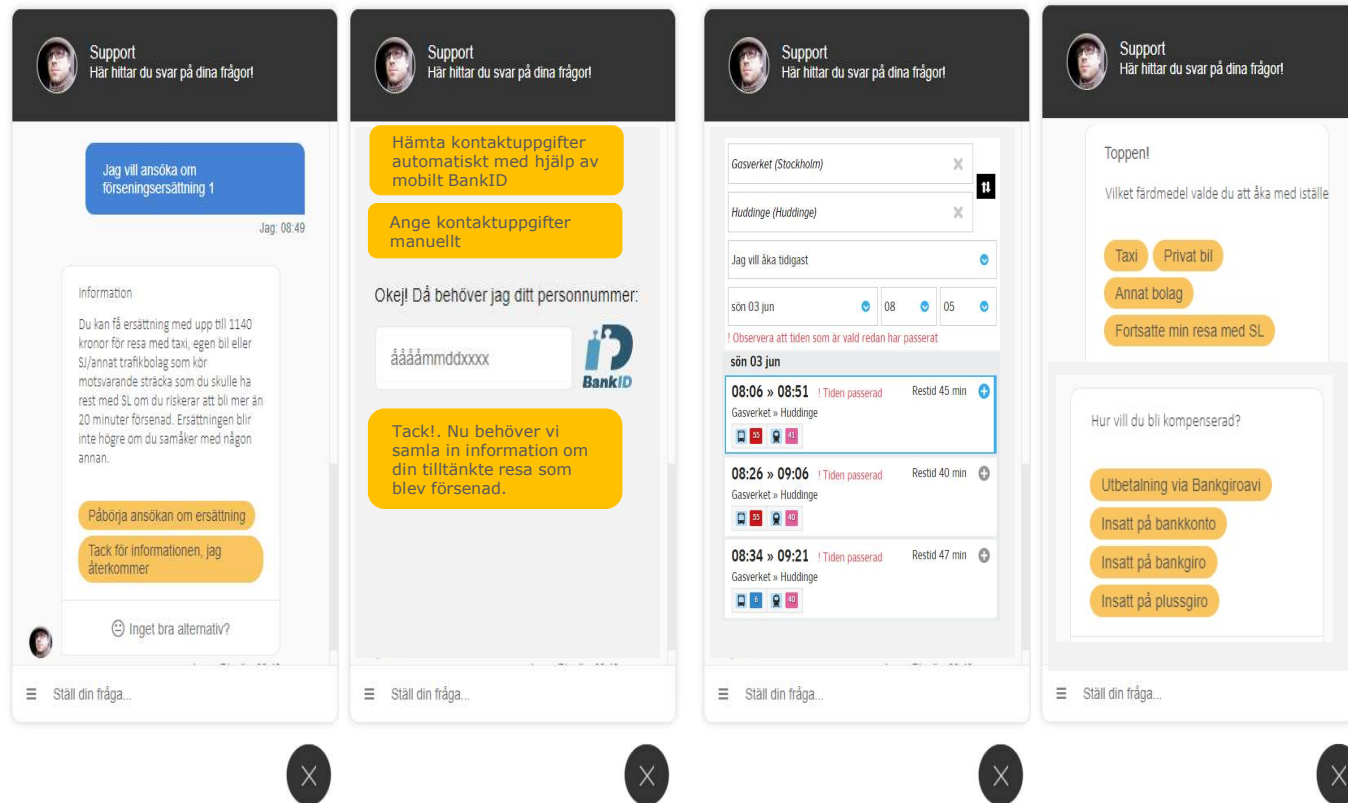 Support
Här hittar du svar på dina frågor!
Jag vill ansöka om
förseningsersättning 1
Jag: 08:49
Information
Du kan få ersättning med upp till 1140
kronor för resa med taxi, egen bil eller
SJ/annat trafikbolag som kör
motsvarande sträcka som du skulle ha
rest med SL om du riskerar att bli mer än
20 minuter försenad. Ersättningen blir
inte högre om du samåker med någon
annan.
Påbörja ansökan om ersättning
Tack för informationen, jag
återkommer
Inget bra alternativ?
Ställ din fråga...
X
Support
Här hittar du svar på dina frågor!
Hämta kontaktuppgifter
automatiskt med hjälp av
mobilt BankID
Ange kontaktuppgifter
manuellt
Okej! Då behöver jag ditt personnummer:
ååååmmddxxxx
BankID
Tack!. Nu behöver vi
samla in information om
din tilltänkte resa som
blev försenad.
Ställ din fråga...
X
Support
Här hittar du svar på dina frågor!
Gasverket (Stockholm)
Huddinge (Huddinge)
Jag vill åka tidigast
sön 03 jun 08 05
! Observera att tiden som är vald redan har passerat
sön 03 jun
08:06 » 08:51 ! Tiden passerad Restid 45 min
Gasverket » Huddinge
55 41
08:26 » 09:06 ! Tiden passerad Restid 40 min
Gasverket » Huddinge
55 40
08:34 » 09:21 ! Tiden passerad Restid 47 min
Gasverket » Huddinge
6 40
Ställ din fråga...
X
Support
Här hittar du svar på dina frågor!
Toppen!
Vilket färdmedel valde du att åka med iställe
Taxi Privat bil
Annat bolag
Fortsatte min resa med SL
Hur vill du bli kompenserad?
Utbetalning via Bankgiroavi
Insatt på bankkonto
Insatt på bankgiro
Insatt på plussgiro
Ställ din fråga...
X